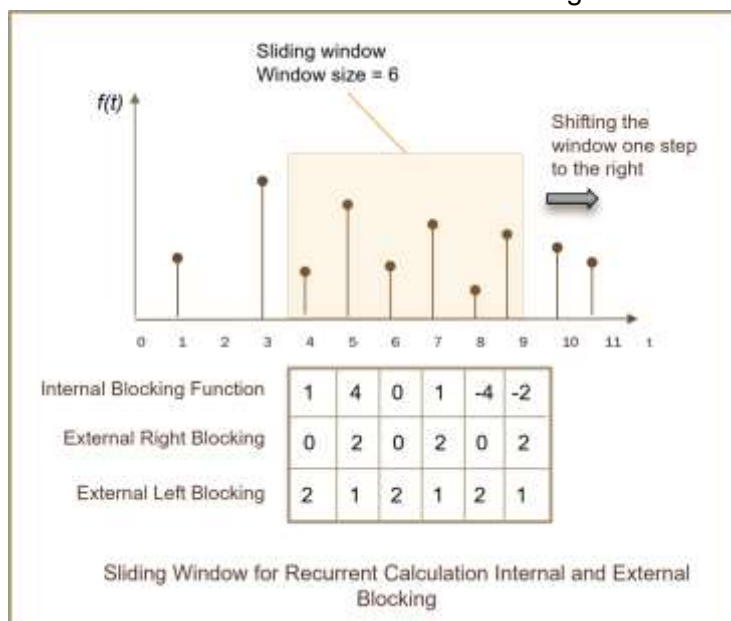 Sliding window
Window size = 6
f(t)
Shifting the
window one step
to the right
0 1 2 3 4 5 6 7 8 9 10 11 t
Internal Blocking Function 1 4 0 1 -4 -2
External Right Blocking 0 2 0 2 0 2
External Left Blocking 2 1 2 1 2 1
Sliding Window for Recurrent Calculation Internal and External
Blocking